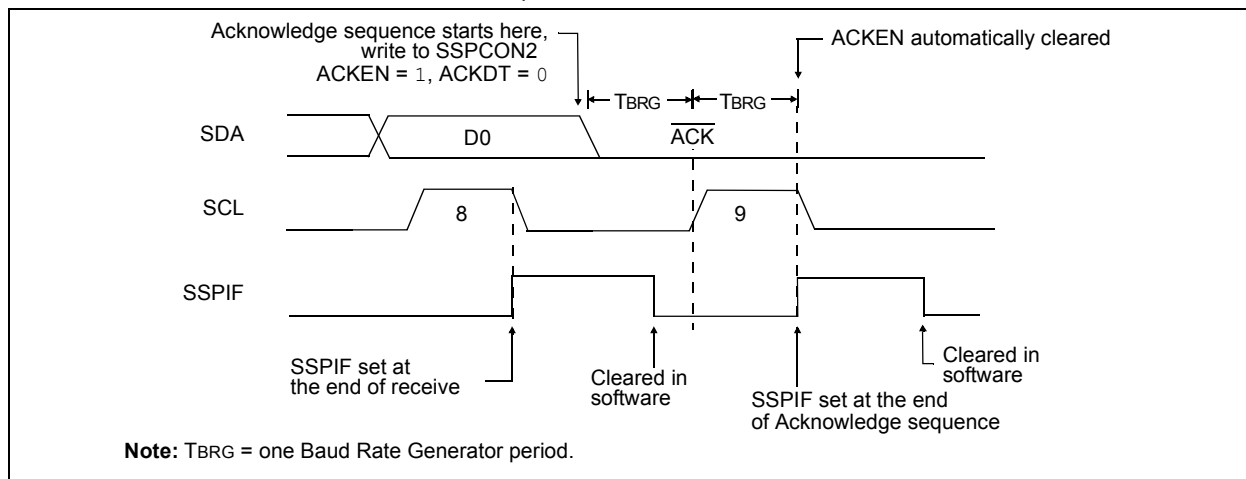 Acknowledge sequence starts here,
write to SSPCON2
ACKEN = 1, ACKDT = 0
ACKEN automatically cleared
TBRG
TBRG
SDA
D0
ACK
SCL
8
9
SSPIF
SSPIF set at
the end of receive
Cleared in
software
SSPIF set at the end
of Acknowledge sequence
Cleared in
software
Note: TBRG = one Baud Rate Generator period.